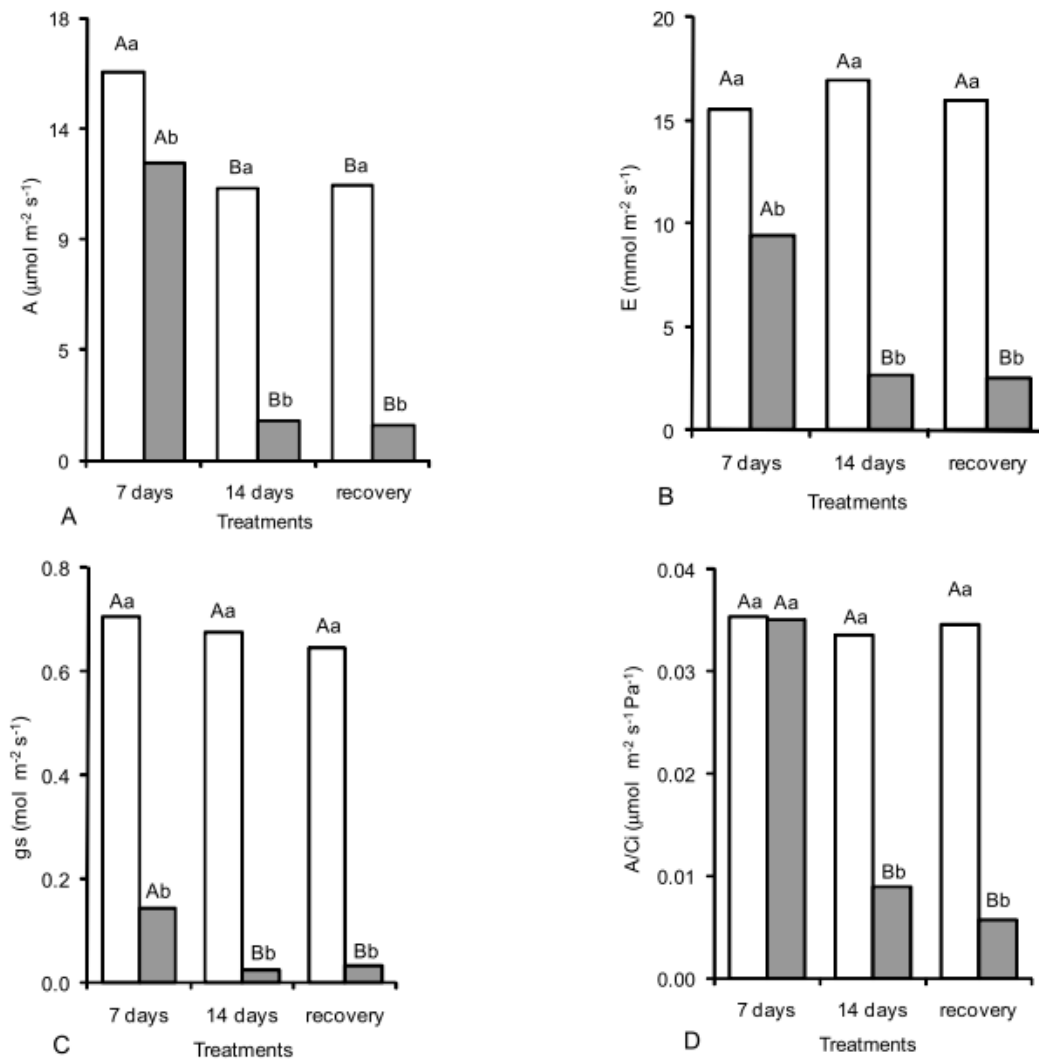 18
14
9
5
0
A (µmol m⁻² s⁻¹)
Aa
Ab
Ba
Bb
Ba
Bb
7 days
14 days
recovery
Treatments
A
20
15
10
5
0
E (mmol m⁻² s⁻¹)
Aa
Ab
Aa
Bb
Aa
Bb
7 days
14 days
recovery
Treatments
B
0.8
0.6
0.4
0.2
0.0
gs (mol m⁻² s⁻¹)
Aa
Ab
Aa
Bb
Aa
Bb
7 days
14 days
recovery
Treatments
C
0.04
0.03
0.02
0.01
0.00
A/Ci (µmol m⁻² s⁻¹ Pa⁻¹)
Aa
Aa
Aa
Bb
Aa
Bb
7 days
14 days
recovery
Treatments
D